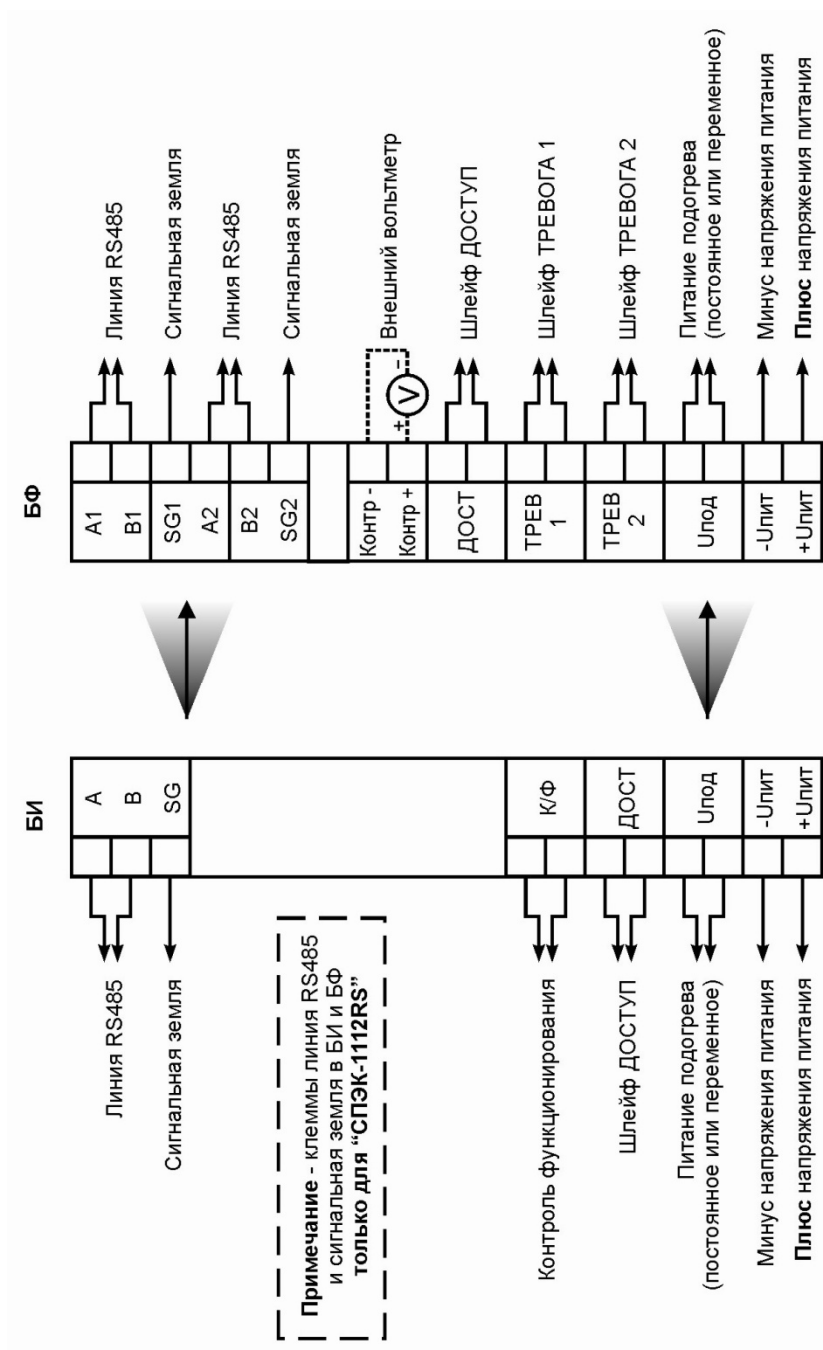 БИ
A
B
SG
К/Ф
ДОСТ
Uпод
-Uпит
+Uпит
Линия RS485
Сигнальная земля
Примечание - клеммы линия RS485
и сигнальная земля в БИ и БФ
только для “СПЭК-1112RS”
Контроль функционирования
Шлейф ДОСТУП
Питание подогрева
(постоянное или переменное)
Минус напряжения питания
Плюс напряжения питания
БФ
A1
B1
SG1
A2
B2
SG2
Контр -
Контр +
ДОСТ
ТРЕВ
1
ТРЕВ
2
Uпод
-Uпит
+Uпит
+
V
-
Линия RS485
Сигнальная земля
Линия RS485
Сигнальная земля
Внешний вольтметр
Шлейф ДОСТУП
Шлейф ТРЕВОГА 1
Шлейф ТРЕВОГА 2
Питание подогрева
(постоянное или переменное)
Минус напряжения питания
Плюс напряжения питания